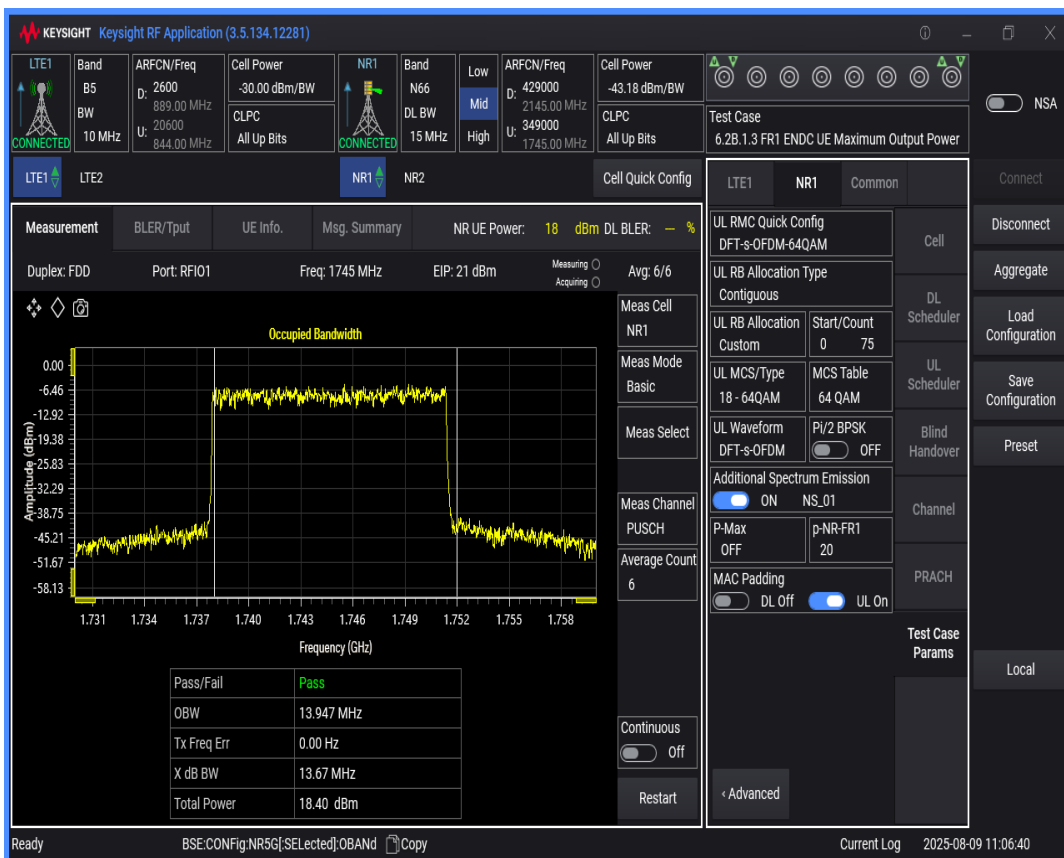 KEYSIGHT Keysight RF Application (3.5.134.12281)
LTE1
CONNECTED
Band
B5
BW
10 MHz
ARFCN/Freq
D: 2600
889.00 MHz
U: 20600
844.00 MHz
Cell Power
-30.00 dBm/BW
CLPC
All Up Bits
NR1
CONNECTED
Band
N66
DL BW
15 MHz
Low
Mid
High
ARFCN/Freq
D: 429000
2145.00 MHz
U: 349000
1745.00 MHz
Cell Power
-43.18 dBm/BW
CLPC
All Up Bits
Test Case
6.2B.1.3 FR1 ENDC UE Maximum Output Power
NSA
LTE1 LTE2 NR1 NR2 Cell Quick Config
Measurement BLER/Tput UE Info. Msg. Summary NR UE Power: 18 dBm DL BLER: — %
Duplex: FDD Port: RFIO1 Freq: 1745 MHz EIP: 21 dBm Measuring Avg: 6/6
Acquiring
Occupied Bandwidth
Amplitude (dBm)
0.00
-6.46
-12.92
-19.38
-25.83
-32.29
-38.75
-45.21
-51.67
-58.13
1.731 1.734 1.737 1.740 1.743 1.746 1.749 1.752 1.755 1.758
Frequency (GHz)
Pass/Fail Pass
OBW 13.947 MHz
Tx Freq Err 0.00 Hz
X dB BW 13.67 MHz
Total Power 18.40 dBm
Meas Cell
NR1
Meas Mode
Basic
Meas Select
Meas Channel
PUSCH
Average Count
6
Continuous
Off
Restart
LTE1 NR1 Common
UL RMC Quick Config
DFT-s-OFDM-64QAM
UL RB Allocation Type
Contiguous
UL RB Allocation
Custom
Start/Count
0 75
UL MCS/Type
18 - 64QAM
MCS Table
64 QAM
UL Waveform
DFT-s-OFDM
Pi/2 BPSK
OFF
Additional Spectrum Emission
ON NS_01
P-Max
OFF
p-NR-FR1
20
MAC Padding
DL Off UL On
‹ Advanced
Cell
DL
Scheduler
UL
Scheduler
Blind
Handover
Channel
PRACH
Test Case
Params
Connect
Disconnect
Aggregate
Load
Configuration
Save
Configuration
Preset
Local
Ready BSE:CONFig:NR5G[:SELected]:OBANd Copy Current Log 2025-08-09 11:06:40